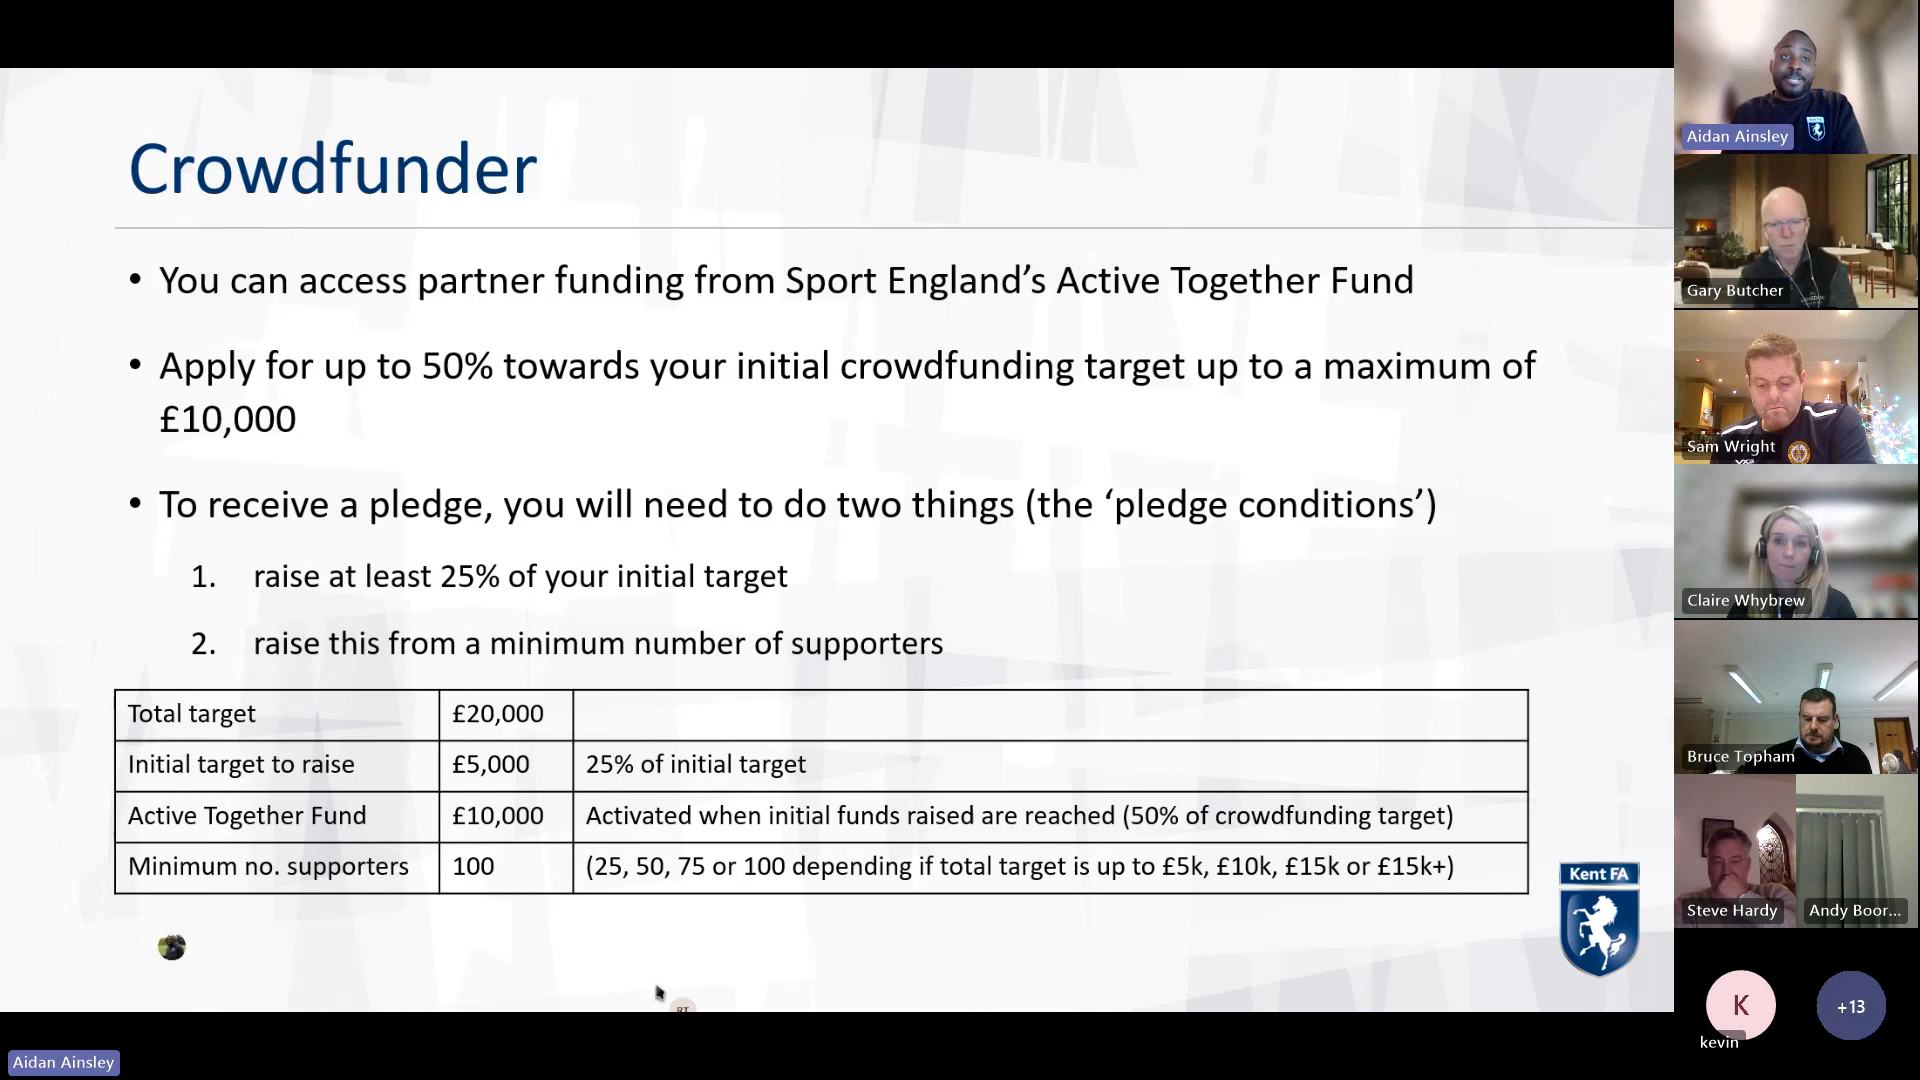 Crowdfunder
• You can access partner funding from Sport England’s Active Together Fund
• Apply for up to 50% towards your initial crowdfunding target up to a maximum of
£10,000
• To receive a pledge, you will need to do two things (the ‘pledge conditions’)
1. raise at least 25% of your initial target
2. raise this from a minimum number of supporters
Total target £20,000
Initial target to raise £5,000 25% of initial target
Active Together Fund £10,000 Activated when initial funds raised are reached (50% of crowdfunding target)
Minimum no. supporters 100 (25, 50, 75 or 100 depending if total target is up to £5k, £10k, £15k or £15k+)
Kent FA
Aidan Ainsley
Aidan Ainsley
Gary Butcher
Sam Wright
Claire Whybrew
Bruce Topham
Steve Hardy
Andy Boor...
K
kevin
+13